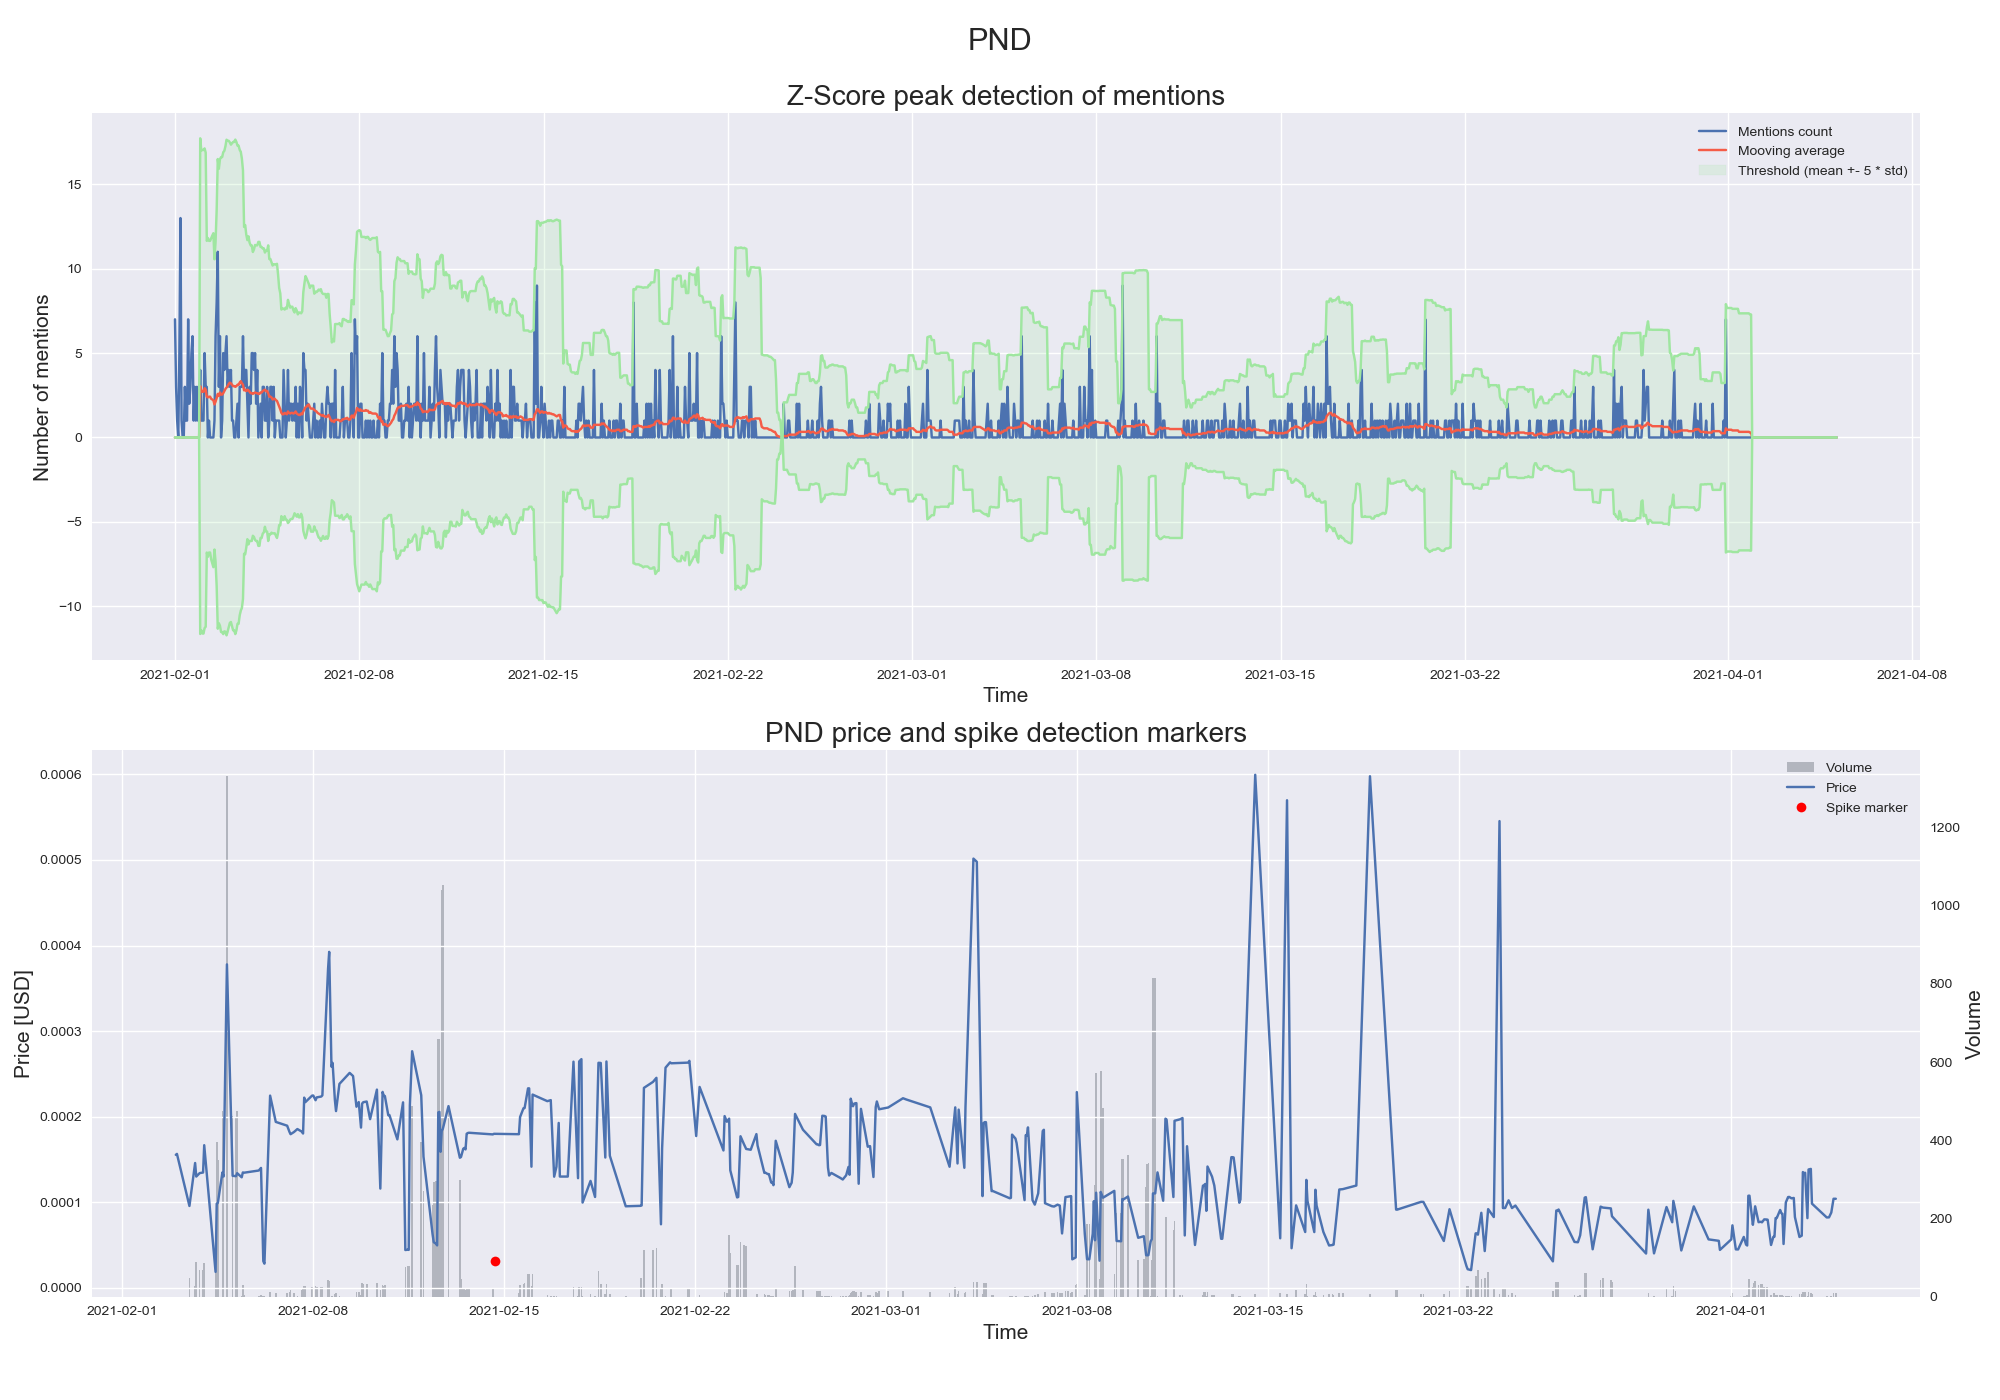 PND
Z-Score peak detection of mentions
Mentions count
Mooving average
Threshold (mean +- 5 * std)
Number of mentions
15
10
5
0
−5
−10
2021-02-01 2021-02-08 2021-02-15 2021-02-22 2021-03-01 2021-03-08 2021-03-15 2021-03-22 2021-04-01 2021-04-08
Time
PND price and spike detection markers
Volume
Price
Spike marker
Price [USD]
0.0006
0.0005
0.0004
0.0003
0.0002
0.0001
0.0000
1200
1000
800
600
400
200
0
Volume
2021-02-01 2021-02-08 2021-02-15 2021-02-22 2021-03-01 2021-03-08 2021-03-15 2021-03-22 2021-04-01
Time